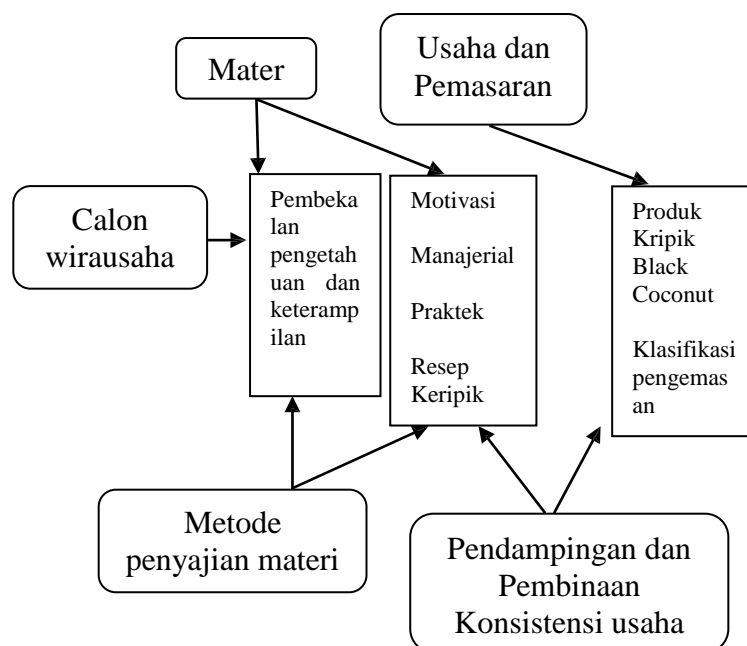 Mater
Usaha dan
Pemasaran
Calon
wirausaha
Pembeka
lan
pengetah
uan dan
keteramp
ilan
Motivasi
Manajerial
Praktek
Resep
Keripik
Produk
Kripik
Black
Coconut
Klasifikasi
pengemas
an
Metode
penyajian materi
Pendampingan dan
Pembinaan
Konsistensi usaha